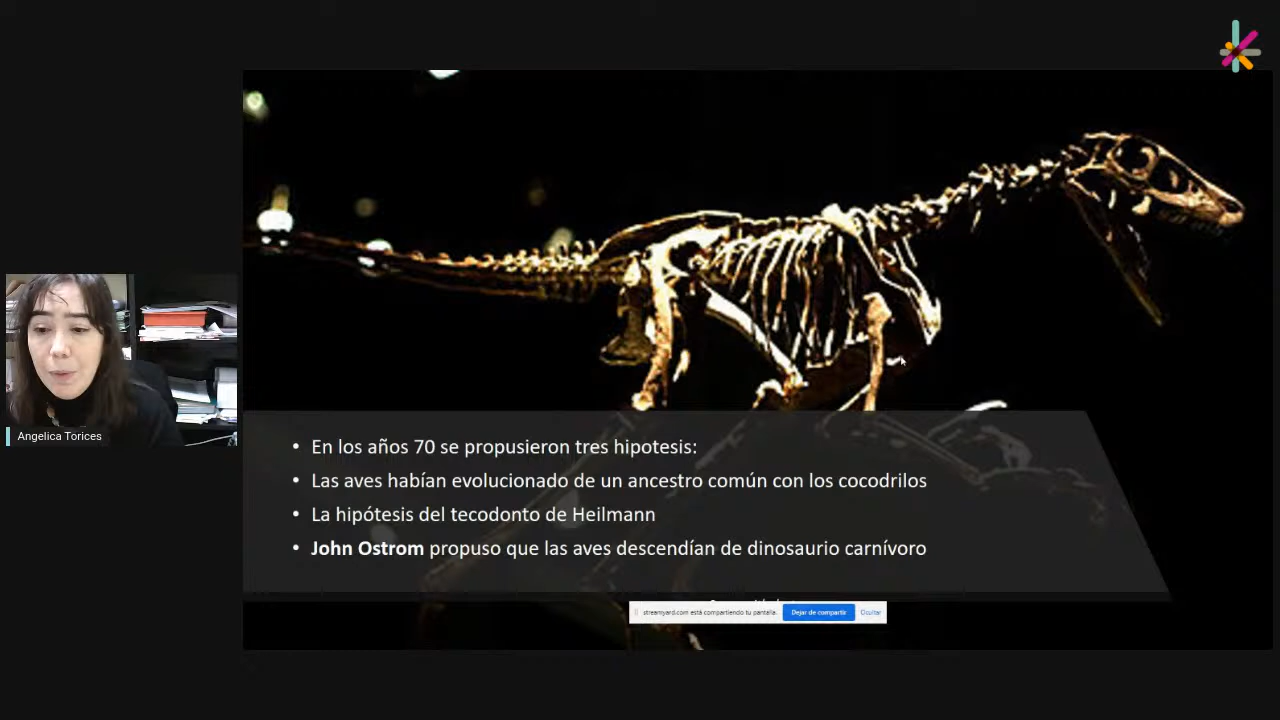 En los años 70 se propusieron tres hipotesis:
Las aves habían evolucionado de un ancestro común con los cocodrilos
La hipótesis del tecodonto de Heilmann
John Ostrom propuso que las aves descendían de dinosaurio carnívoro
streamyard.com está compartiendo tu pantalla.
Dejar de compartir
Ocultar
Angelica Torices